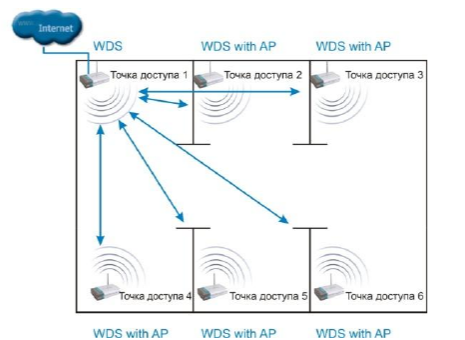 Internet
WDS
WDS with AP
WDS with AP
Точка доступа 1
Точка доступа 2
Точка доступа 3
Точка доступа 4
Точка доступа 5
Точка доступа 6
WDS with AP
WDS with AP
WDS with AP